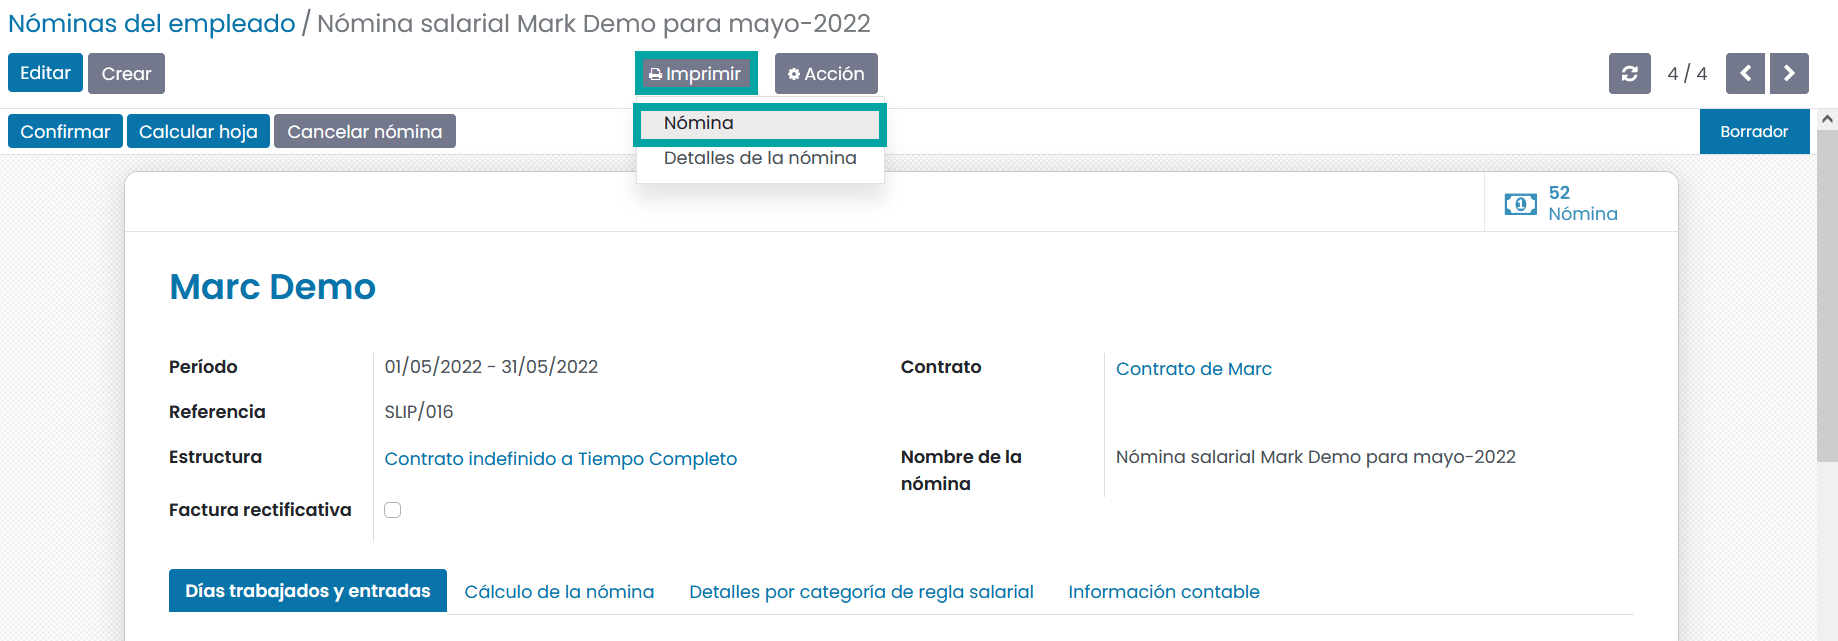 Nóminas del empleado / Nómina salarial Mark Demo para mayo-2022
Editar Crear Imprimir Acción 4 / 4
Nómina
Detalles de la nómina
Confirmar Calcular hoja Cancelar nómina Borrador
52
Nómina
Marc Demo
Período 01/05/2022 - 31/05/2022 Contrato Contrato de Marc
Referencia SLIP/016
Estructura Contrato indefinido a Tiempo Completo Nombre de la nómina Nómina salarial Mark Demo para mayo-2022
Factura rectificativa
Días trabajados y entradas Cálculo de la nómina Detalles por categoría de regla salarial Información contable